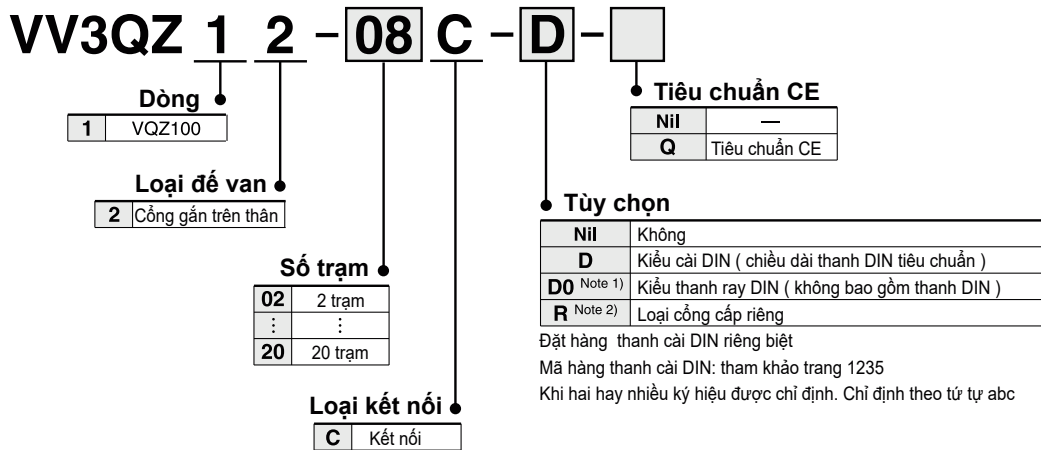 VV3QZ 1 2 - 08 C - D -
Dòng
1 VQZ100
Loại đế van
2 Cổng gắn trên thân
Số trạm
02 2 trạm
⋮ ⋮
20 20 trạm
Loại kết nối
C Kết nối
Tiêu chuẩn CE
Nil —
Q Tiêu chuẩn CE
Tùy chọn
Nil Không
D Kiểu cài DIN ( chiều dài thanh DIN tiêu chuẩn )
D0 Note 1) Kiểu thanh ray DIN ( không bao gồm thanh DIN )
R Note 2) Loại cổng cấp riêng
Đặt hàng thanh cài DIN riêng biệt
Mã hàng thanh cài DIN: tham khảo trang 1235
Khi hai hay nhiều ký hiệu được chỉ định. Chỉ định theo tứ tự abc